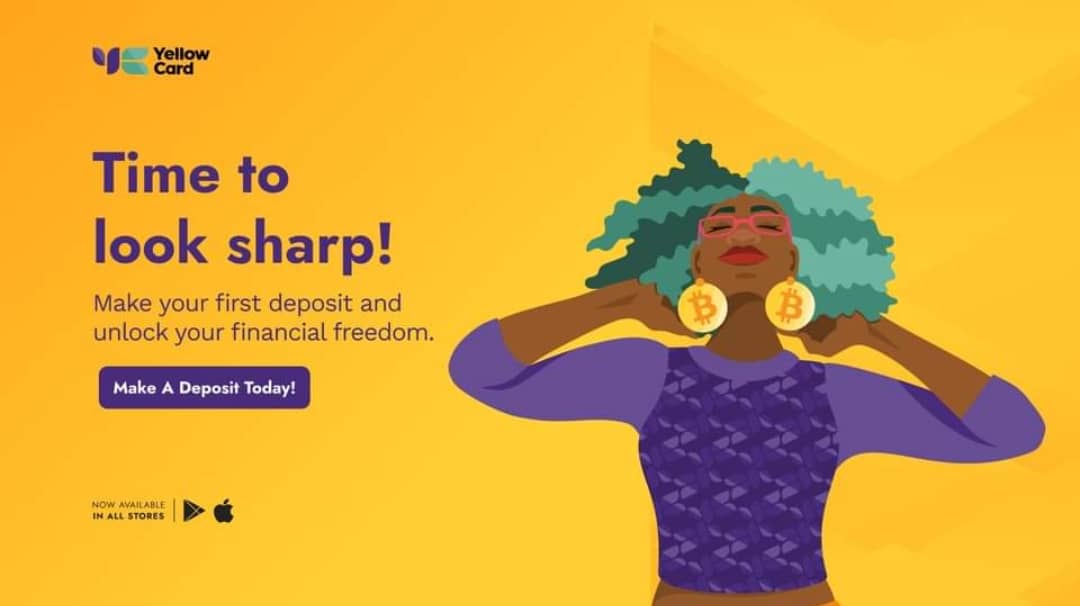 Yellow
Card
Time to
look sharp!
Make your first deposit and
unlock your financial freedom.
Make A Deposit Today!
NOW AVAILABLE
IN ALL STORES